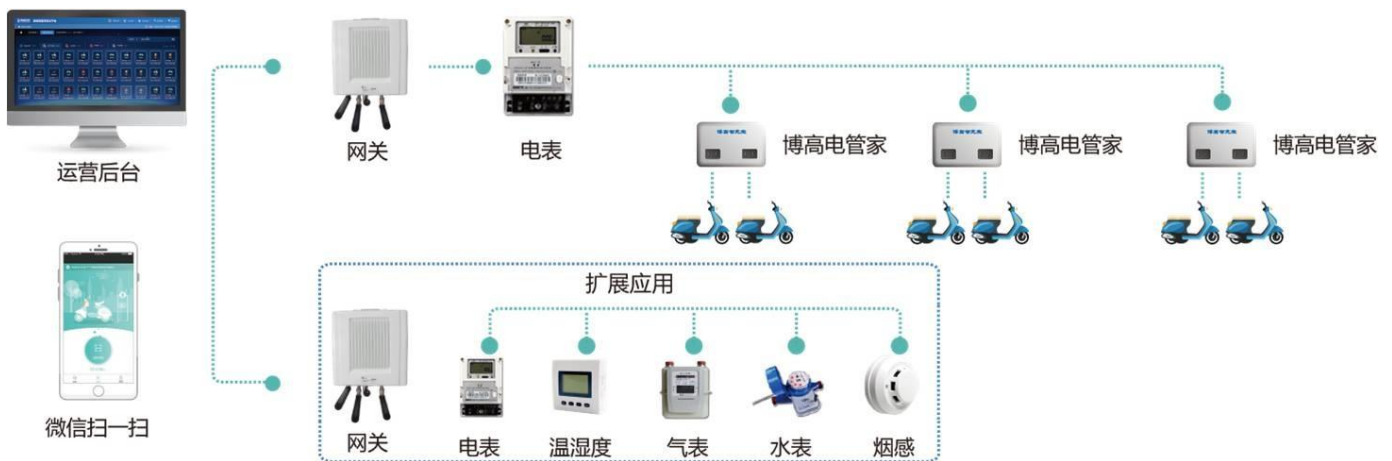 运营后台
网关
电表
博高电管家
博高电管家
博高电管家
微信扫一扫
扩展应用
网关
电表
温湿度
气表
水表
烟感